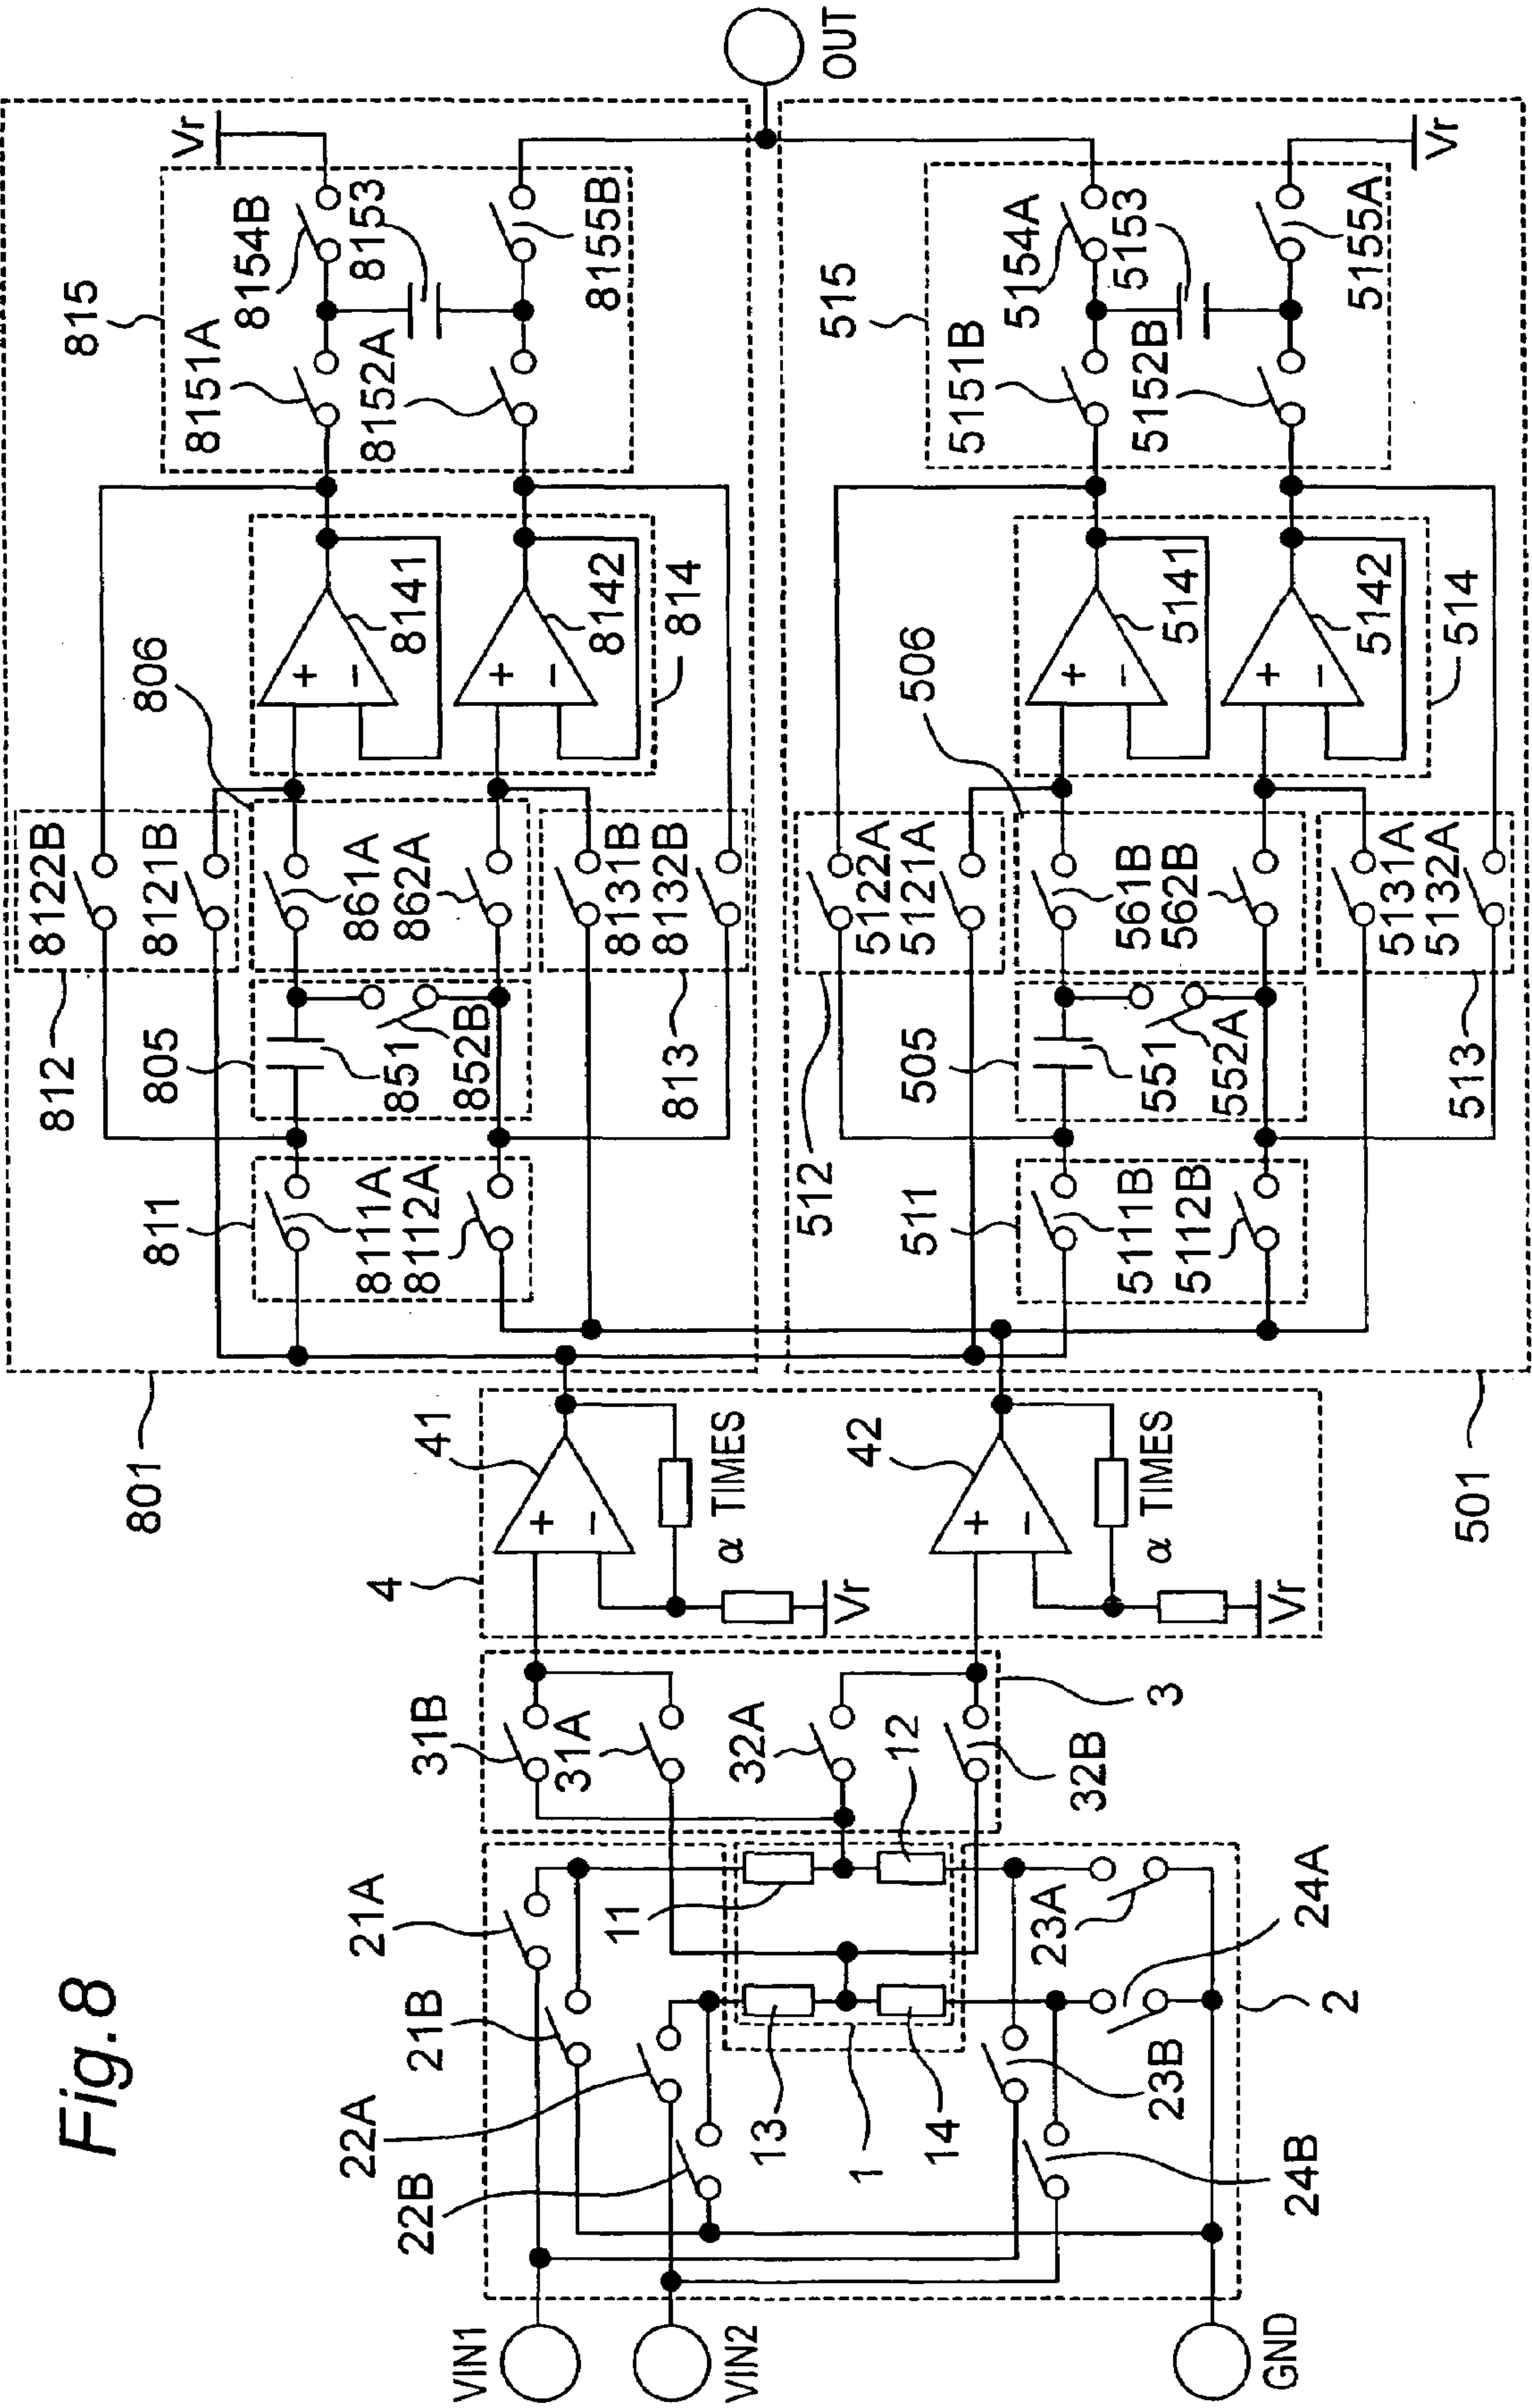 Fig.8
VIN1
VIN2
GND
21A
21B
22A
22B
11
12
13
14
1
23A
23B
24A
24B
2
31B
31A
32A
32B
3
4
41
α TIMES
Vr
42
α TIMES
Vr
801
811
8111A
8112A
812
8122B
8121B
805
851
852B
806
861A
862A
813
8131B
8132B
814
+
−
8141
+
−
8142
815
8151A
8152A
8153
8154B
8155B
Vr
OUT
501
511
5111B
5112B
512
5122A
5121A
505
551
552A
506
561B
562B
513
5131A
5132A
514
+
−
5141
+
−
5142
515
5151B
5152B
5153
5154A
5155A
Vr
+
−
+
−